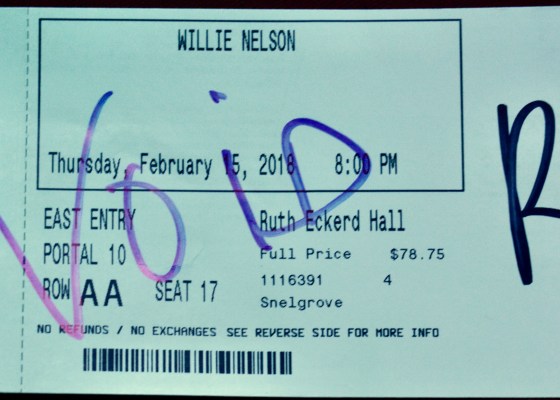 WILLIE NELSON
Thursday, February 15, 2018 8:00 PM
VOiD
R
EAST ENTRY Ruth Eckerd Hall
PORTAL 10 Full Price $78.75
ROW AA SEAT 17 1116391 4
Snelgrove
NO REFUNDS / NO EXCHANGES SEE REVERSE SIDE FOR MORE INFO